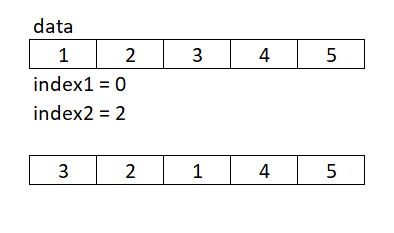 data
1 2 3 4 5
index1 = 0
index2 = 2
3 2 1 4 5